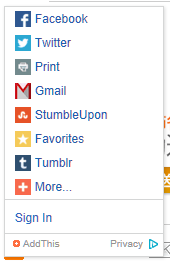 Facebook
Twitter
Print
Gmail
StumbleUpon
Favorites
Tumblr
More...
Sign In
AddThis Privacy